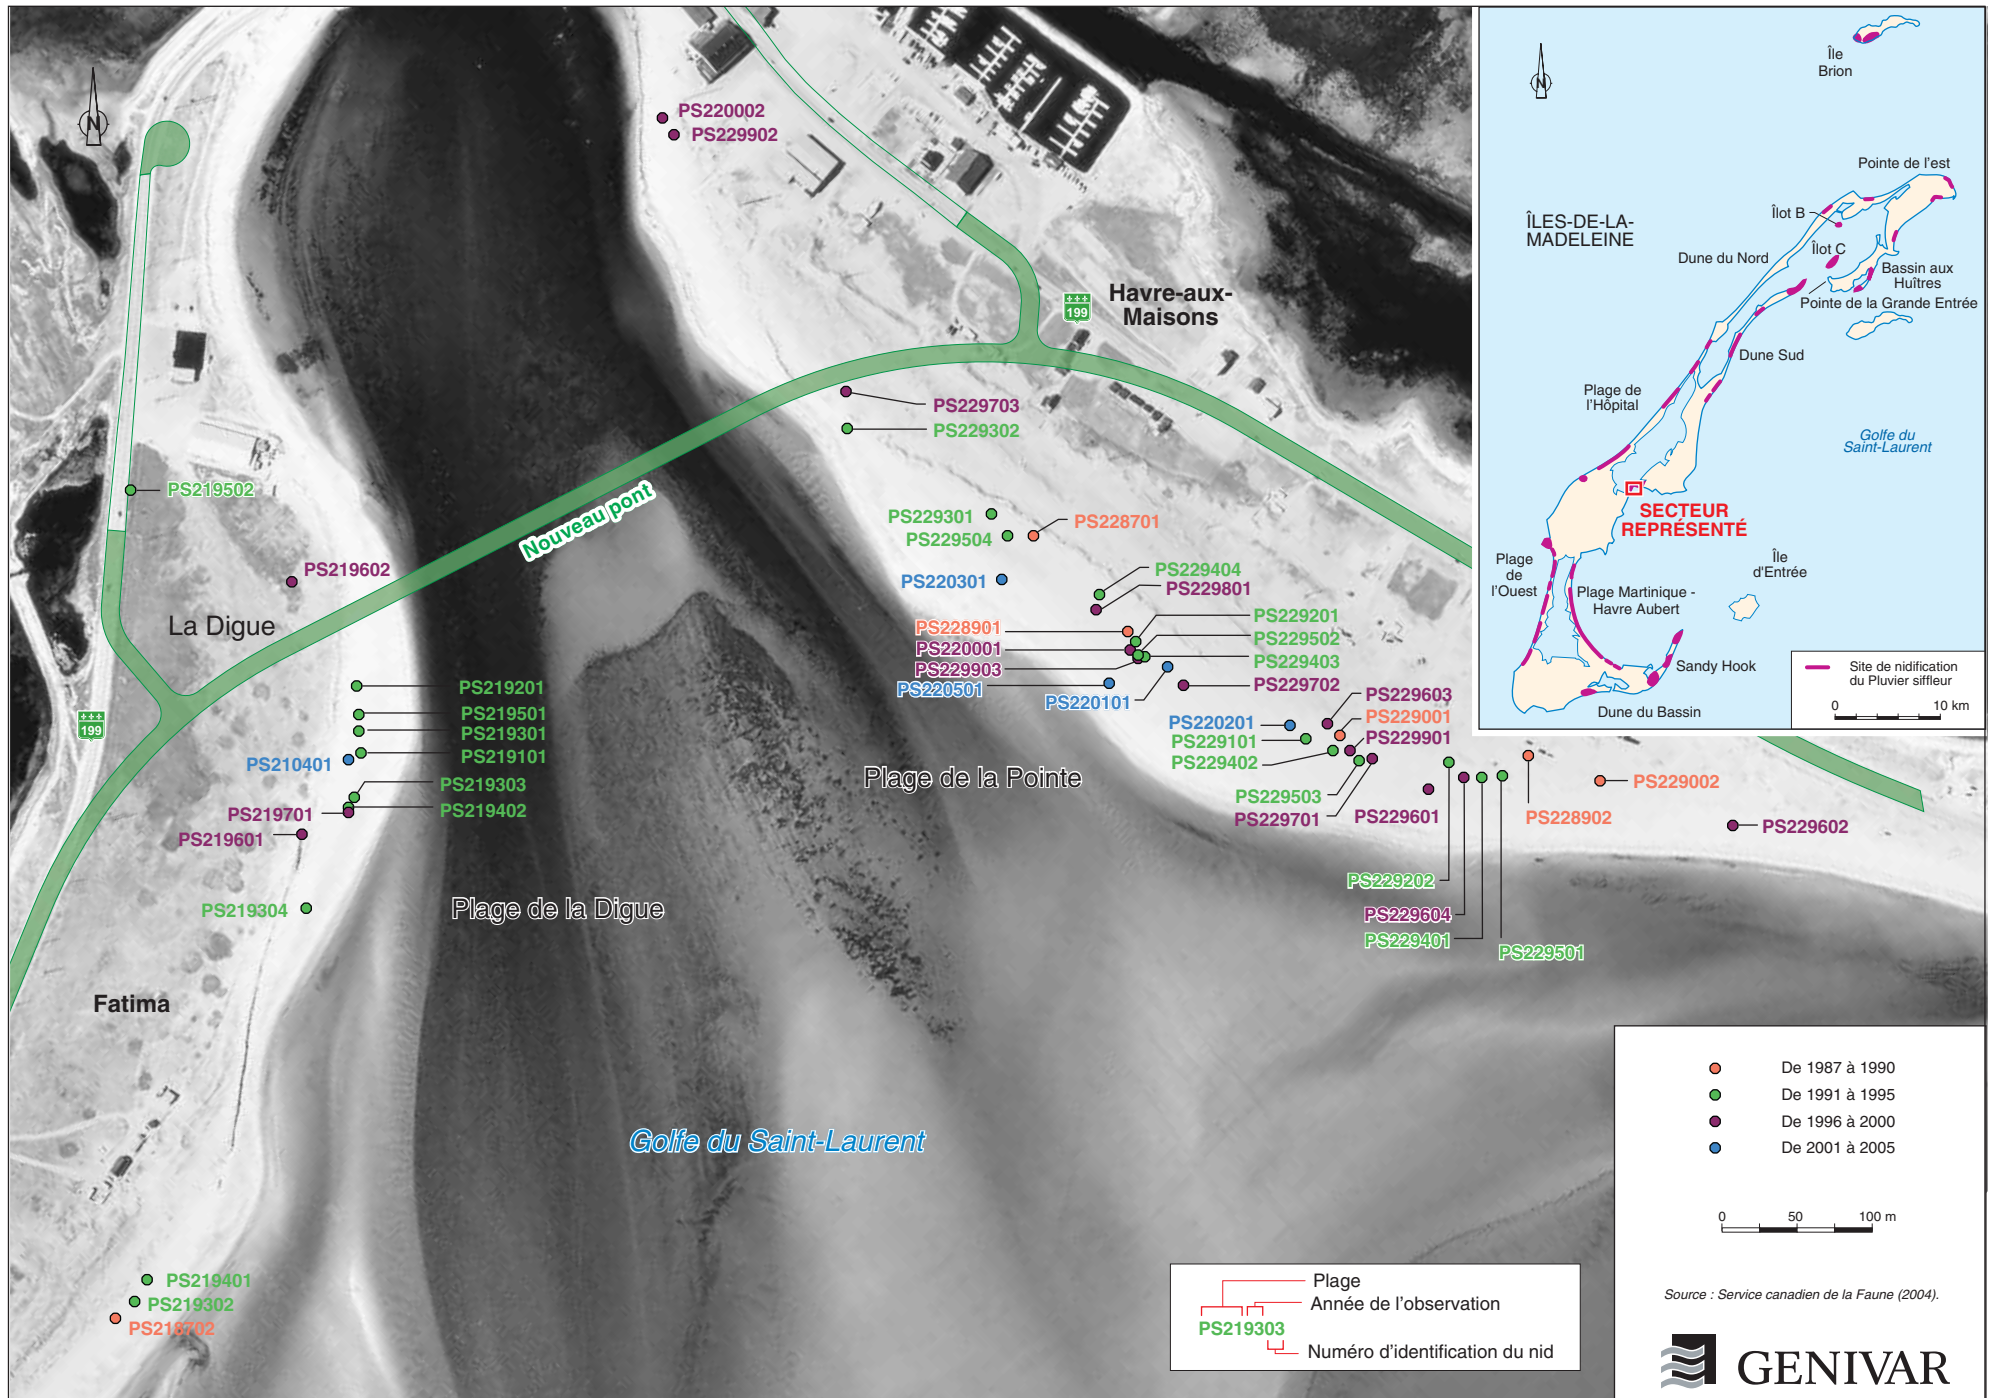 N
PS220002
PS229902
Havre-aux-
Maisons
199
PS229703
PS229302
PS219502
Nouveau pont
PS229301
PS229504
PS228701
PS219602
PS220301
PS229404
PS229801
La Digue
PS228901
PS229201
PS220001
PS229502
PS229903
PS229403
PS220501
PS220101
PS229702
PS219201
PS219501
PS219301
PS219101
PS210401
199
PS229603
PS220201
PS229001
PS229101
PS229901
PS229402
Plage de la Pointe
PS219303
PS219402
PS219701
PS219601
PS229503
PS229701
PS229601
PS228902
PS229002
PS229602
PS219304
Plage de la Digue
PS229202
PS229604
PS229401
PS229501
Fatima
Golfe du Saint-Laurent
PS219401
PS219302
PS218702
N
Île
Brion
Pointe de l'est
ÎLES-DE-LA-
MADELEINE
Îlot B
Îlot C
Dune du Nord
Bassin aux
Huîtres
Pointe de la Grande Entrée
Dune Sud
Plage de
l'Hôpital
Golfe du
Saint-Laurent
SECTEUR
REPRÉSENTÉ
Plage
de
l'Ouest
Île
d'Entrée
Plage Martinique -
Havre Aubert
Sandy Hook
Dune du Bassin
Site de nidification
du Pluvier siffleur
0 10 km
De 1987 à 1990
De 1991 à 1995
De 1996 à 2000
De 2001 à 2005
0 50 100 m
Source : Service canadien de la Faune (2004).
GENIVAR
Plage
Année de l'observation
PS219303
Numéro d'identification du nid